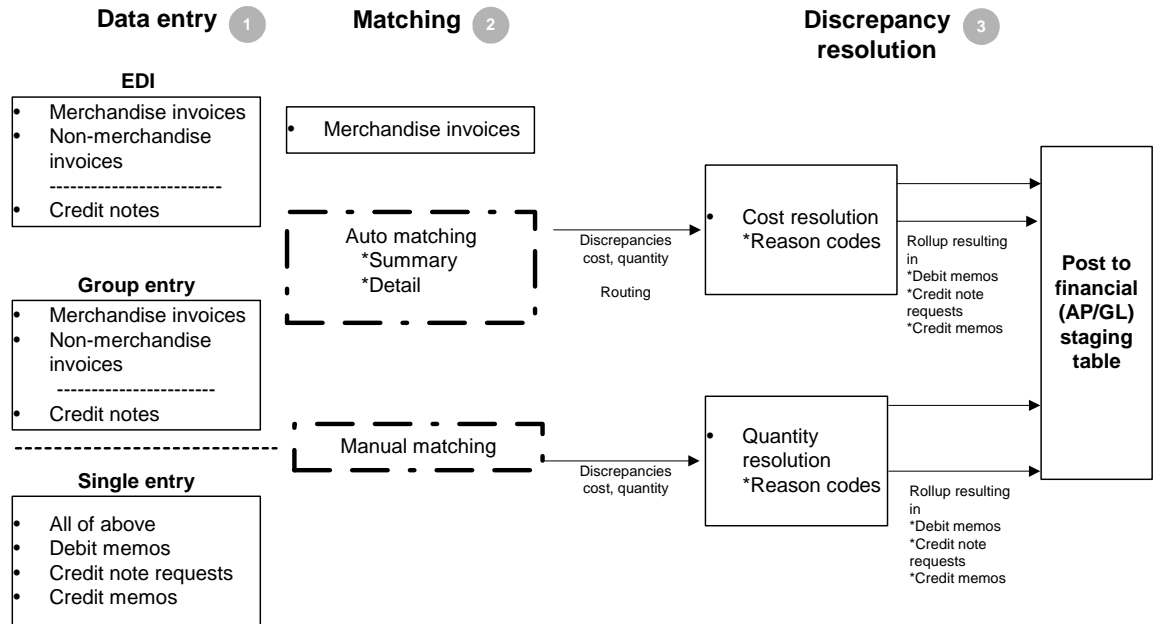 Data entry 1
Matching 2
Discrepancy 3
resolution
EDI
• Merchandise invoices
• Non-merchandise
invoices
------------------------
• Credit notes
Group entry
• Merchandise invoices
• Non-merchandise
invoices
----------------------
• Credit notes
Single entry
• All of above
• Debit memos
• Credit note requests
• Credit memos
• Merchandise invoices
Auto matching
*Summary
*Detail
Manual matching
Discrepancies
cost, quantity
Routing
Discrepancies
cost, quantity
• Cost resolution
*Reason codes
• Quantity
resolution
*Reason codes
Rollup resulting
in
*Debit memos
*Credit note
requests
*Credit memos
Rollup resulting
in
*Debit memos
*Credit note
requests
*Credit memos
Post to
financial
(AP/GL)
staging
table